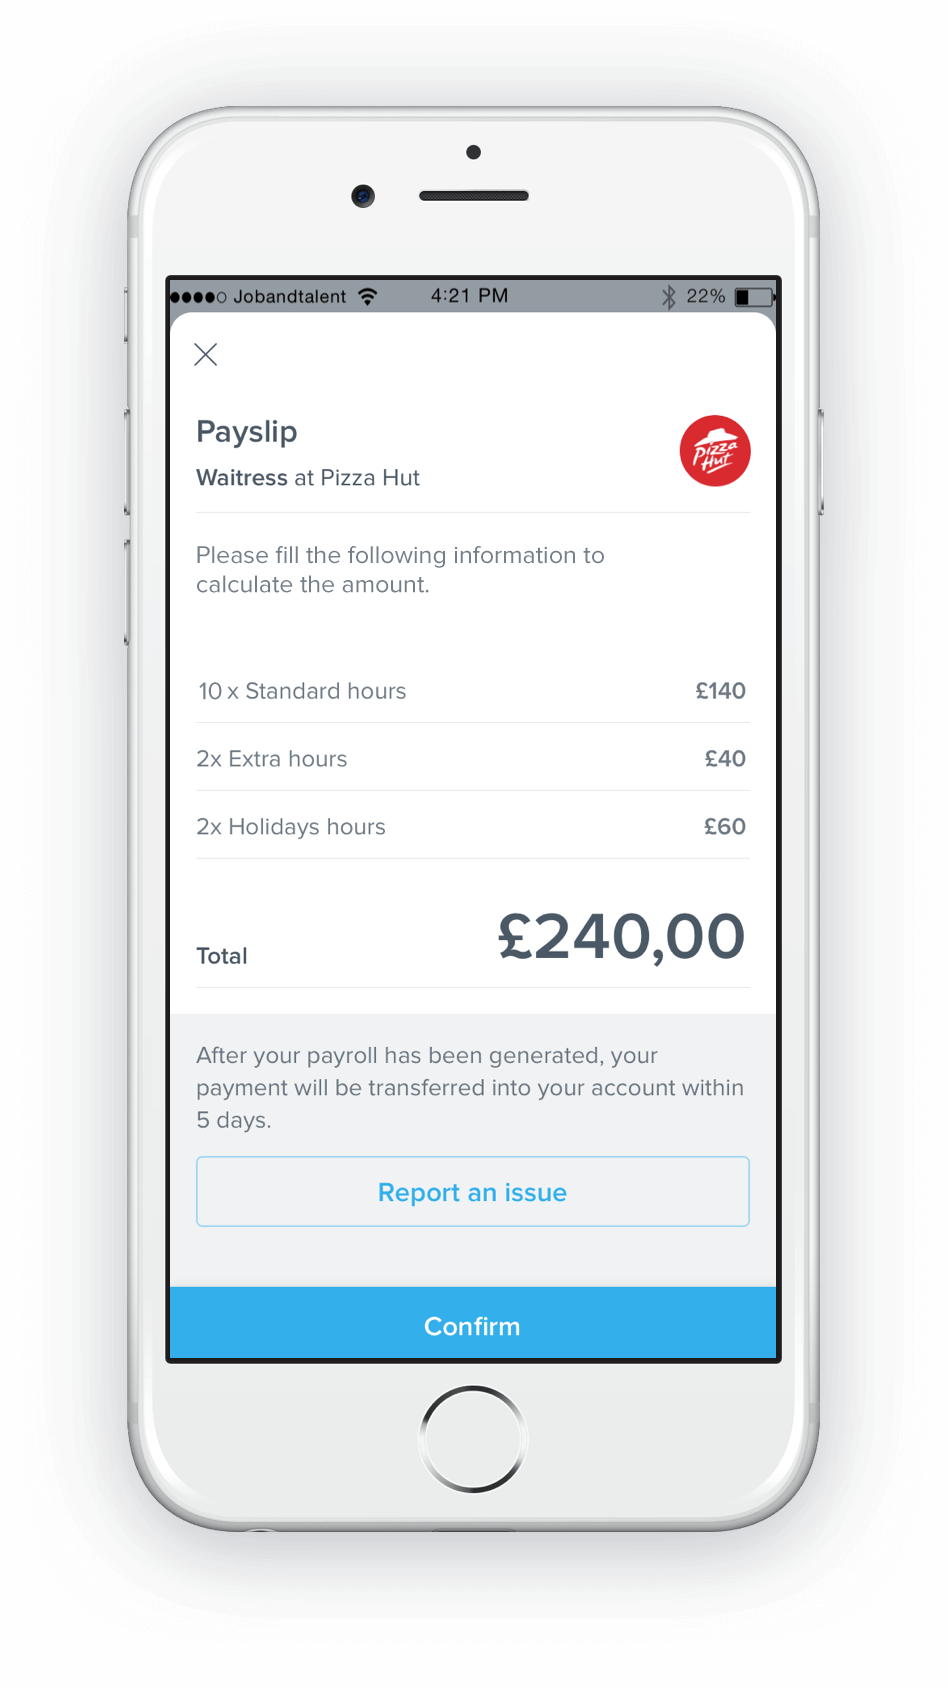 Jobandtalent 4:21 PM 22%
Payslip
Pizza
Hut
Waitress at Pizza Hut
Please fill the following information to
calculate the amount.
10 x Standard hours £140
2x Extra hours £40
2x Holidays hours £60
Total £240,00
After your payroll has been generated, your
payment will be transferred into your account within
5 days.
Report an issue
Confirm